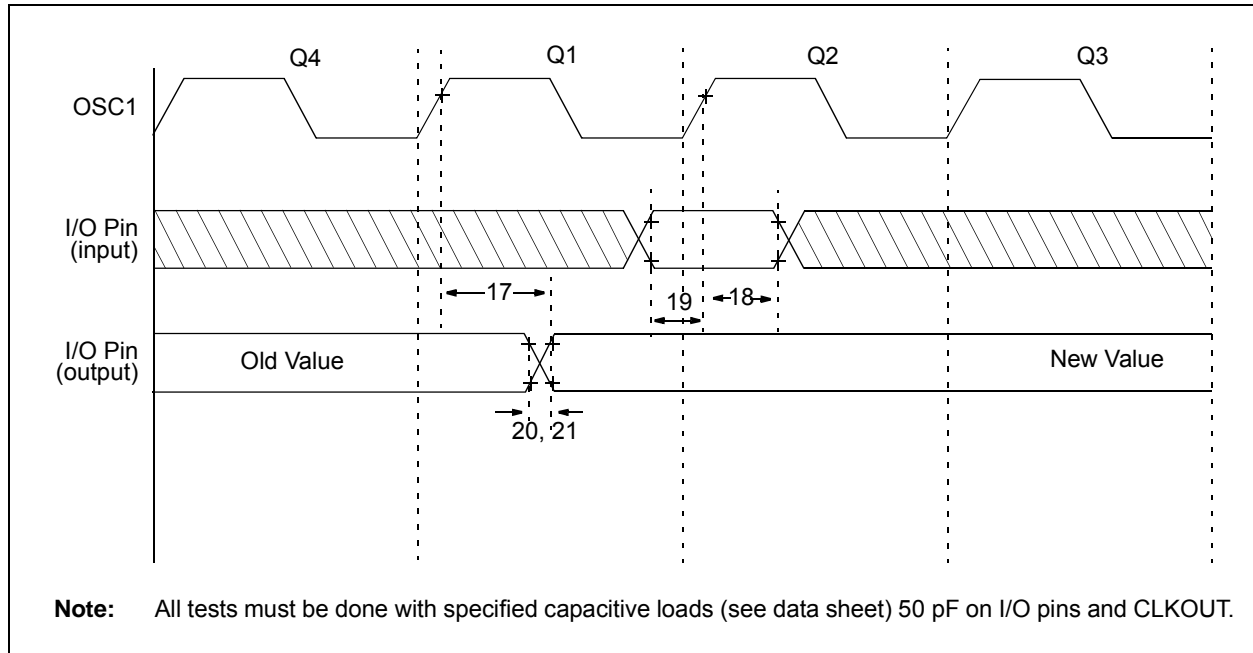 Q4 Q1 Q2 Q3
OSC1
I/O Pin
(input)
17 19 18
I/O Pin
(output)
Old Value New Value
20, 21
Note: All tests must be done with specified capacitive loads (see data sheet) 50 pF on I/O pins and CLKOUT.